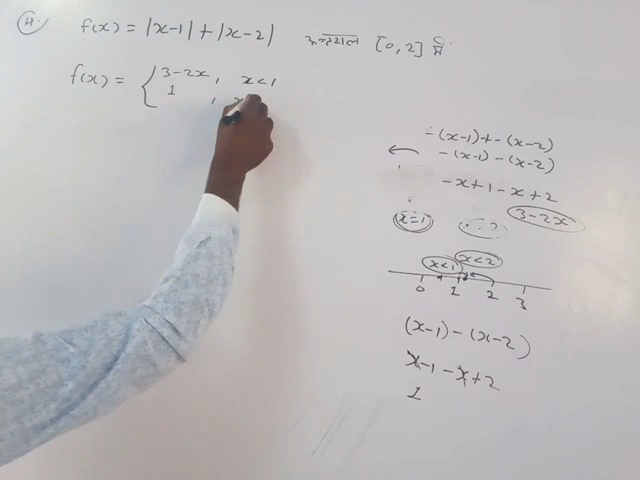 4. f(x) = |x-1| + |x-2| अन्तराल [0, 2] में
f(x) = { 3-2x, x<1
1 ,
= -(x-1) + -(x-2)
-(x-1) - (x-2)
-x+1-x+2
3-2x
x=1
x<1 x<2
0 1 2 3
(x-1) - (x-2)
x-1-x+2
1